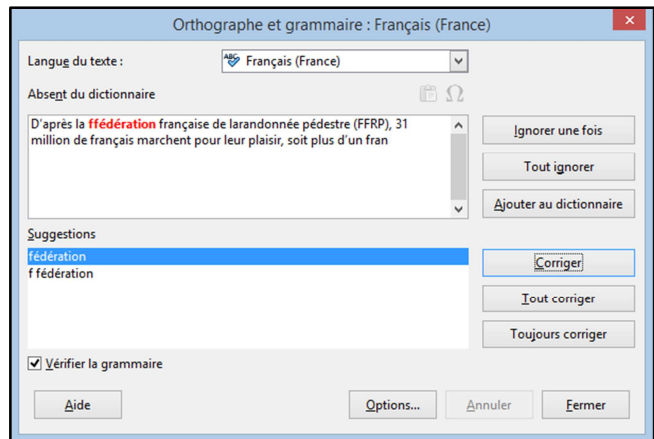 Orthographe et grammaire : Français (France)
Langue du texte :
Français (France)
Absent du dictionnaire
D'après la ffédération française de larandonnée pédestre (FFRP), 31
million de français marchent pour leur plaisir, soit plus d'un fran
Ignorer une fois
Tout ignorer
Ajouter au dictionnaire
Suggestions
fédération
f fédération
Corriger
Tout corriger
Toujours corriger
Vérifier la grammaire
Aide
Options...
Annuler
Fermer